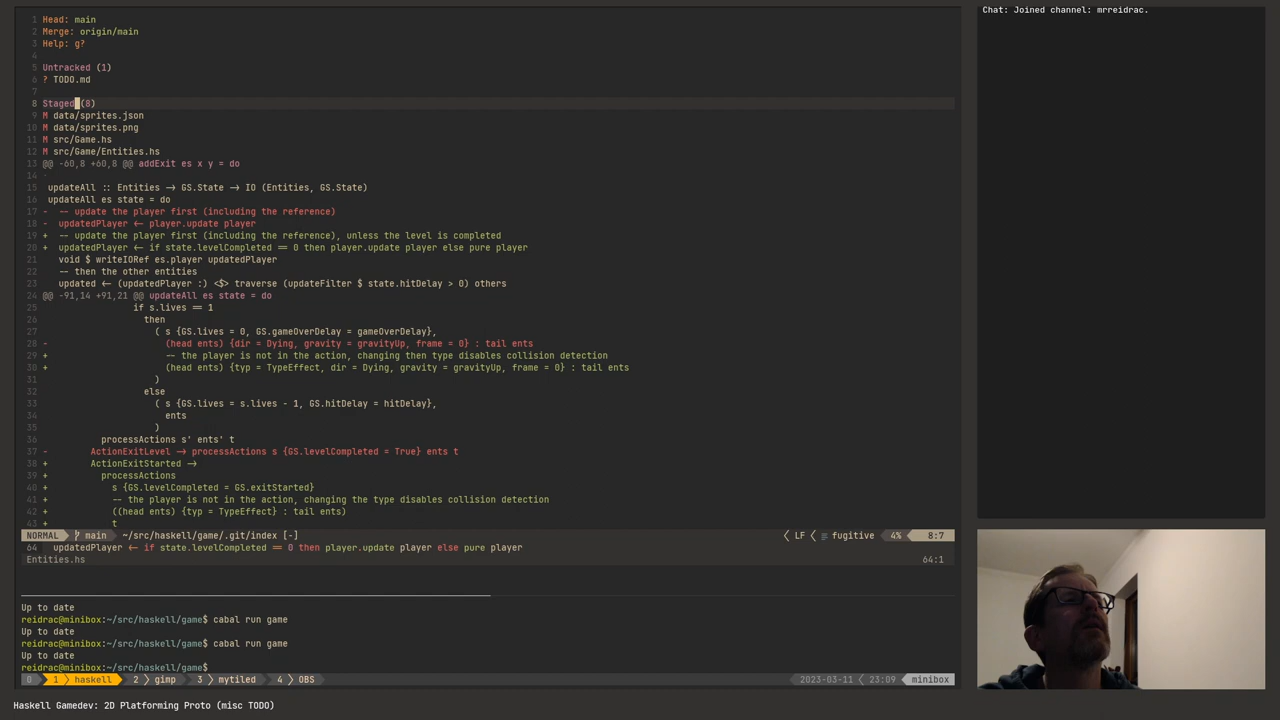 1 Head: main
2 Merge: origin/main
3 Help: g?
4
5 Untracked (1)
6 ? TODO.md
7
8 Staged (8)
9 M data/sprites.json
10 M data/sprites.png
11 M src/Game.hs
12 M src/Game/Entities.hs
13 @@ -60,8 +60,8 @@ addExit es x y = do
14
15 updateAll :: Entities -> GS.State -> IO (Entities, GS.State)
16 updateAll es state = do
17 - -- update the player first (including the reference)
18 - updatedPlayer <- player.update player
19 + -- update the player first (including the reference), unless the level is completed
20 + updatedPlayer <- if state.levelCompleted == 0 then player.update player else pure player
21 void $ writeIORef es.player updatedPlayer
22 -- then the other entities
23 updated <- (updatedPlayer :) <$> traverse (updateFilter $ state.hitDelay > 0) others
24 @@ -91,14 +91,21 @@ updateAll es state = do
25 if s.lives == 1
26 then
27 ( s {GS.lives = 0, GS.gameOverDelay = gameOverDelay},
28 - (head ents) {dir = Dying, gravity = gravityUp, frame = 0} : tail ents
29 + -- the player is not in the action, changing then type disables collision detection
30 + (head ents) {typ = TypeEffect, dir = Dying, gravity = gravityUp, frame = 0} : tail ents
31 )
32 else
33 ( s {GS.lives = s.lives - 1, GS.hitDelay = hitDelay},
34 ents
35 )
36 processActions s' ents' t
37 - ActionExitLevel -> processActions s {GS.levelCompleted = True} ents t
38 + ActionExitStarted ->
39 + processActions
40 + s {GS.levelCompleted = GS.exitStarted}
41 + -- the player is not in the action, changing the type disables collision detection
42 + ((head ents) {typ = TypeEffect} : tail ents)
43 + t
NORMAL main ~/src/haskell/game/.git/index [-] LF fugitive 4% 8:7
64 updatedPlayer <- if state.levelCompleted == 0 then player.update player else pure player
Entities.hs 64:1
Up to date
reidrac@minibox:~/src/haskell/game$ cabal run game
Up to date
reidrac@minibox:~/src/haskell/game$ cabal run game
Up to date
reidrac@minibox:~/src/haskell/game$
0 1 haskell 2 gimp 3 mytiled 4 OBS 2023-03-11 23:09 minibox
Haskell Gamedev: 2D Platforming Proto (misc TODO)
Chat: Joined channel: mrreidrac.